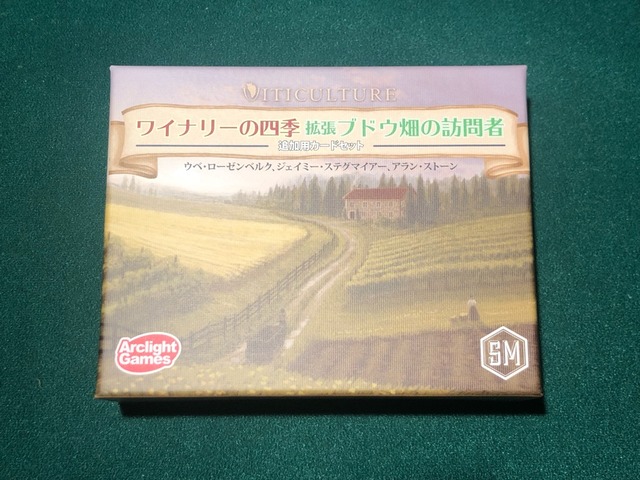 VITICULTURE
ワイナリーの四季 拡張 ブドウ畑の訪問者
追加用カードセット
ウベ・ローゼンベルク、ジェイミー・ステグマイアー、アラン・ストーン
Arclight
Games
SM